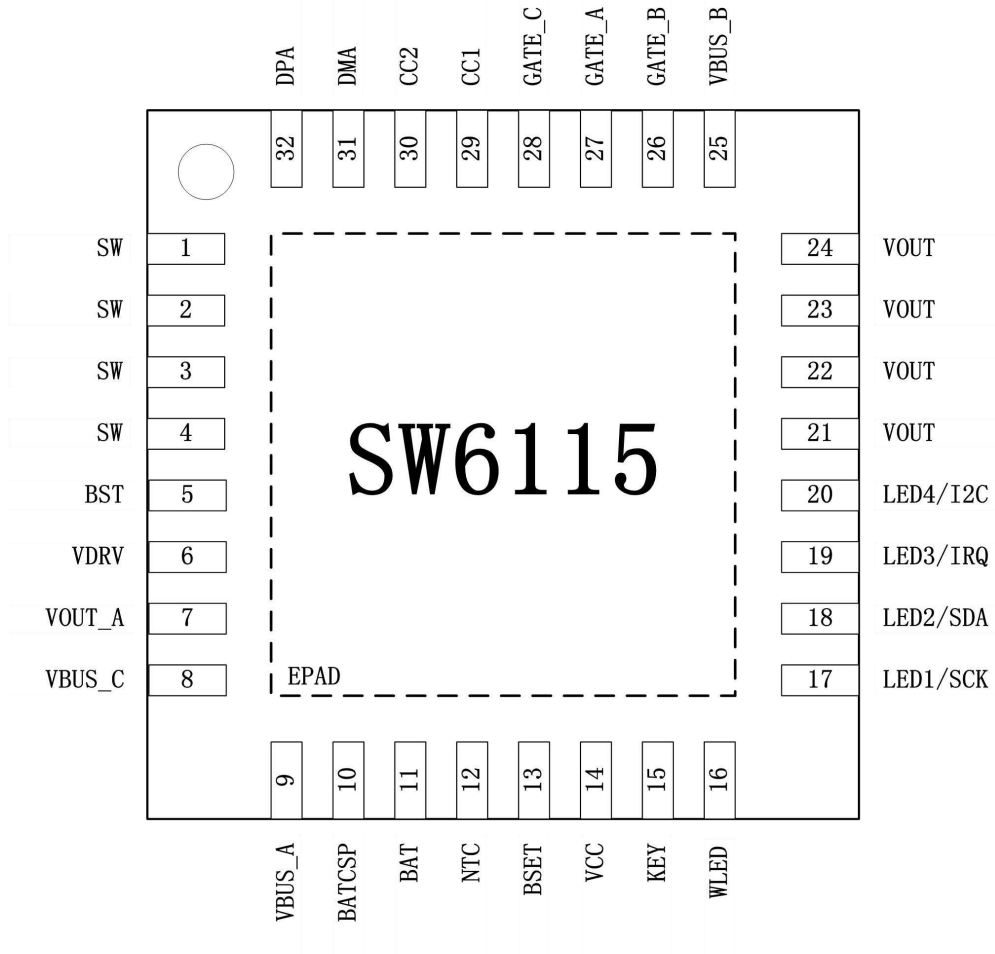 DPA DMA CC2 CC1 GATE_C GATE_A GATE_B VBUS_B
32 31 30 29 28 27 26 25
SW 1 24 VOUT
SW 2 23 VOUT
SW 3 22 VOUT
SW 4 21 VOUT
SW6115
BST 5 20 LED4/I2C
VDRV 6 19 LED3/IRQ
VOUT_A 7 18 LED2/SDA
VBUS_C 8 EPAD 17 LED1/SCK
9 10 11 12 13 14 15 16
VBUS_A BATCSP BAT NTC BSET VCC KEY WLED